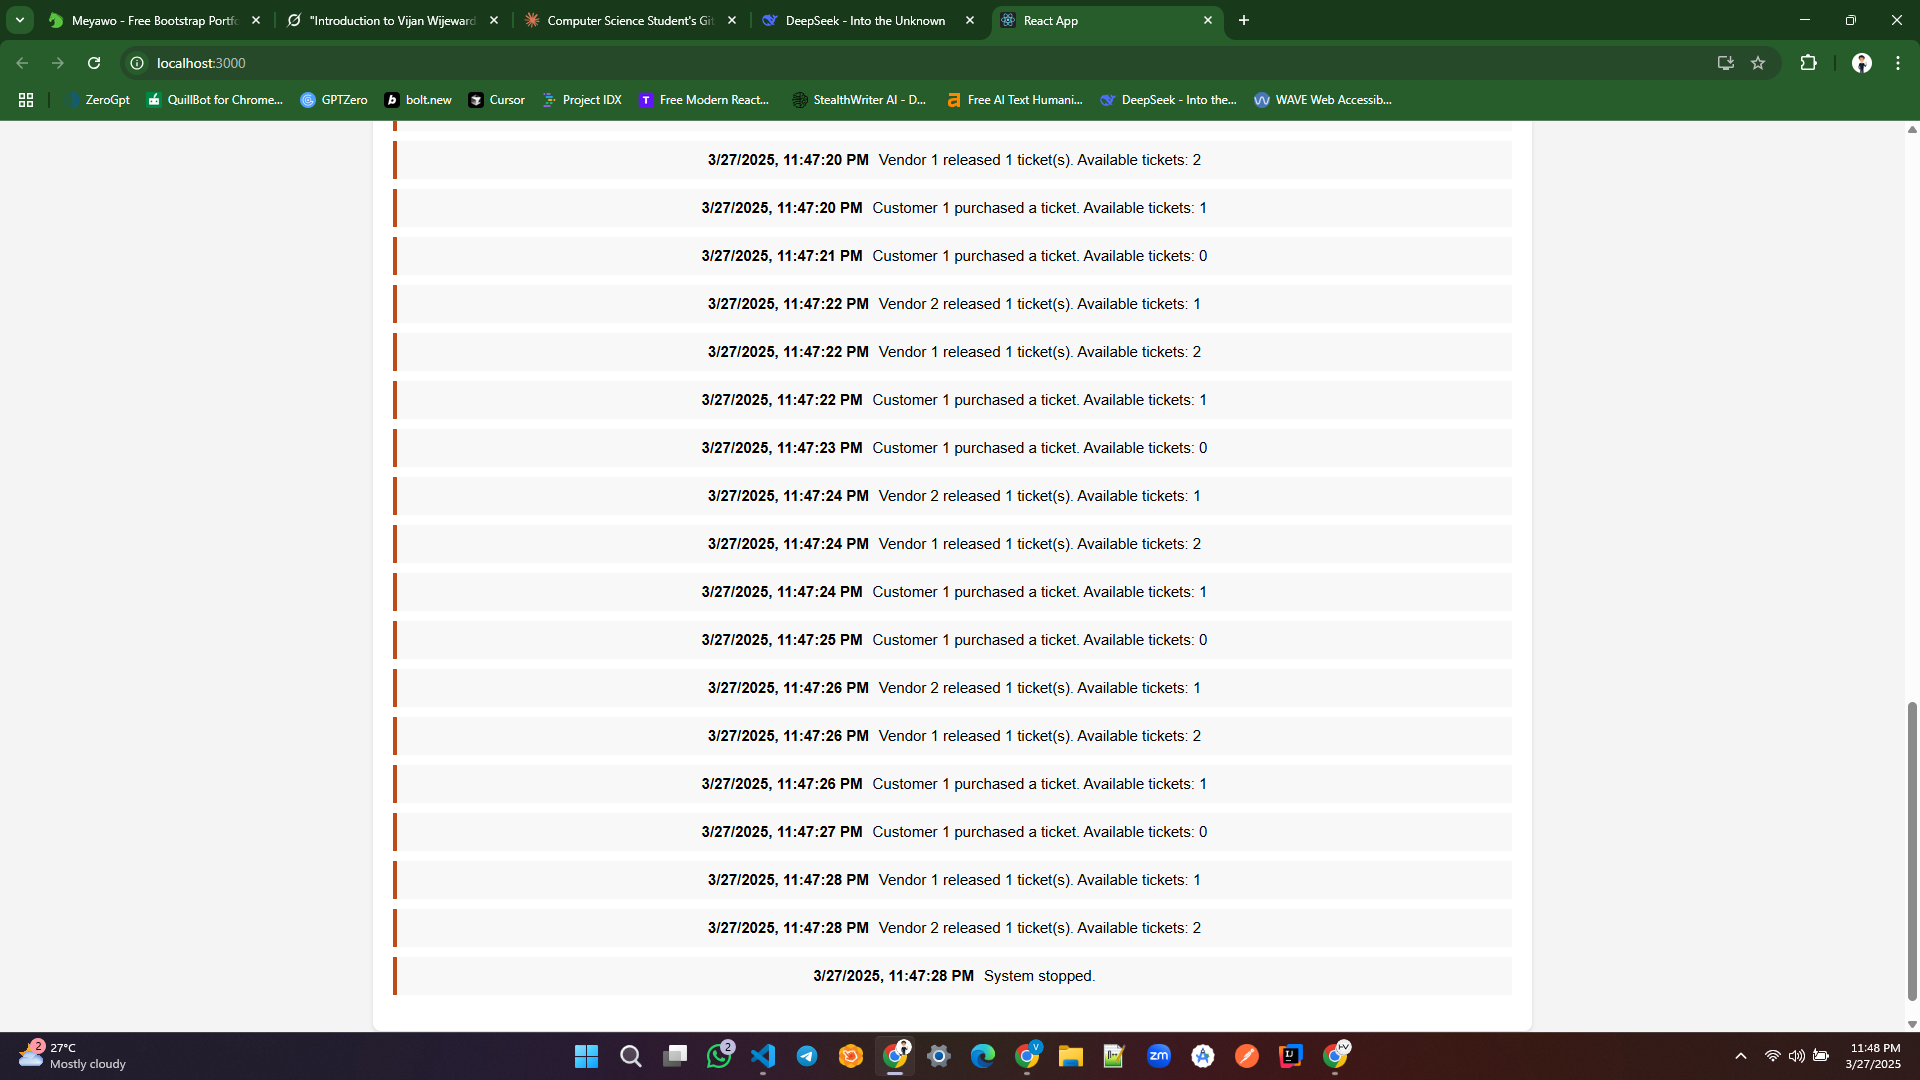 Meyawo - Free Bootstrap Portfo
"Introduction to Vijan Wijeward
Computer Science Student's Git
DeepSeek - Into the Unknown
React App
localhost:3000
ZeroGpt
QuillBot for Chrome...
GPTZero
bolt.new
Cursor
Project IDX
Free Modern React...
StealthWriter AI - D...
Free AI Text Humani...
DeepSeek - Into the...
WAVE Web Accessib...
3/27/2025, 11:47:20 PM Vendor 1 released 1 ticket(s). Available tickets: 2
3/27/2025, 11:47:20 PM Customer 1 purchased a ticket. Available tickets: 1
3/27/2025, 11:47:21 PM Customer 1 purchased a ticket. Available tickets: 0
3/27/2025, 11:47:22 PM Vendor 2 released 1 ticket(s). Available tickets: 1
3/27/2025, 11:47:22 PM Vendor 1 released 1 ticket(s). Available tickets: 2
3/27/2025, 11:47:22 PM Customer 1 purchased a ticket. Available tickets: 1
3/27/2025, 11:47:23 PM Customer 1 purchased a ticket. Available tickets: 0
3/27/2025, 11:47:24 PM Vendor 2 released 1 ticket(s). Available tickets: 1
3/27/2025, 11:47:24 PM Vendor 1 released 1 ticket(s). Available tickets: 2
3/27/2025, 11:47:24 PM Customer 1 purchased a ticket. Available tickets: 1
3/27/2025, 11:47:25 PM Customer 1 purchased a ticket. Available tickets: 0
3/27/2025, 11:47:26 PM Vendor 2 released 1 ticket(s). Available tickets: 1
3/27/2025, 11:47:26 PM Vendor 1 released 1 ticket(s). Available tickets: 2
3/27/2025, 11:47:26 PM Customer 1 purchased a ticket. Available tickets: 1
3/27/2025, 11:47:27 PM Customer 1 purchased a ticket. Available tickets: 0
3/27/2025, 11:47:28 PM Vendor 1 released 1 ticket(s). Available tickets: 1
3/27/2025, 11:47:28 PM Vendor 2 released 1 ticket(s). Available tickets: 2
3/27/2025, 11:47:28 PM System stopped.
2
27°C
Mostly cloudy
2
V
zm
IJ
11:48 PM
3/27/2025